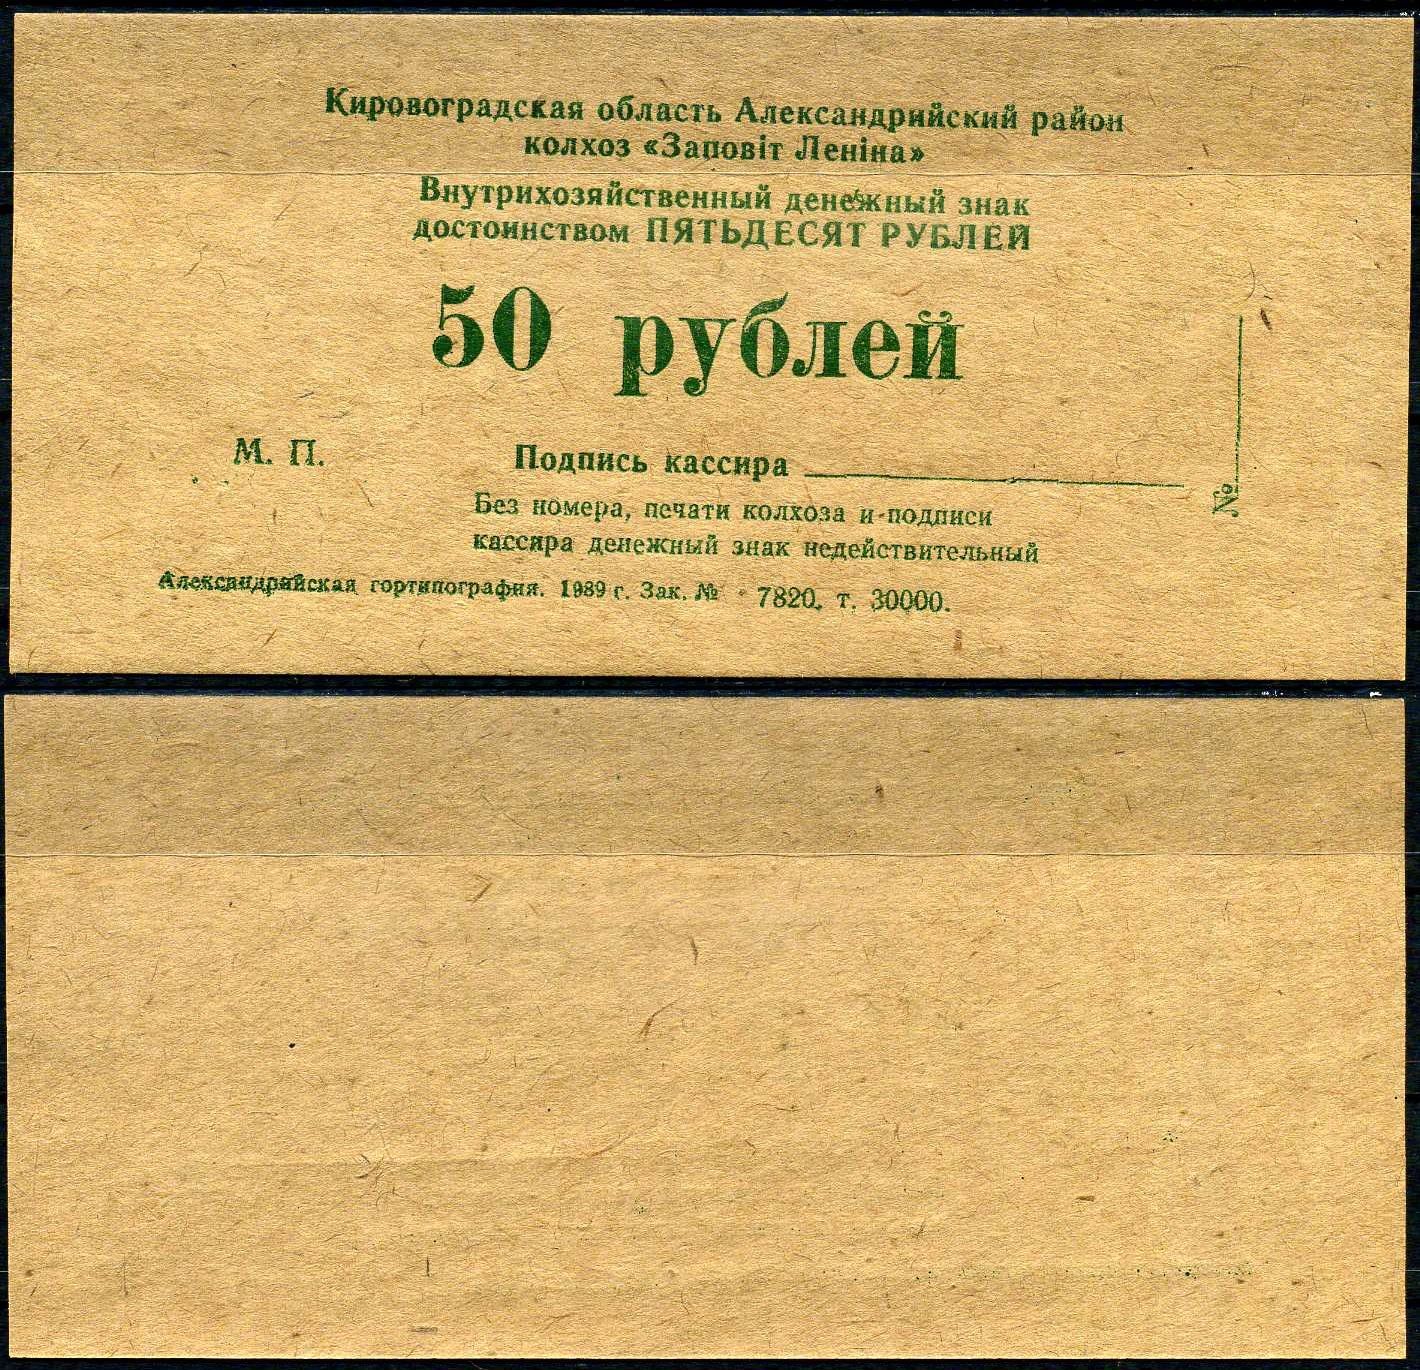 Кировоградская область Александрийский район
колхоз «Заповіт Леніна»
Внутрихозяйственный денежный знак
достоинством ПЯТЬДЕСЯТ РУБЛЕЙ
50 рублей
М. П.
Подпись кассира
№
Без номера, печати колхоза и подписи
кассира денежный знак недействительный
Александрийская гортипография. 1989 г. Зак. № 7820. т. 30000.